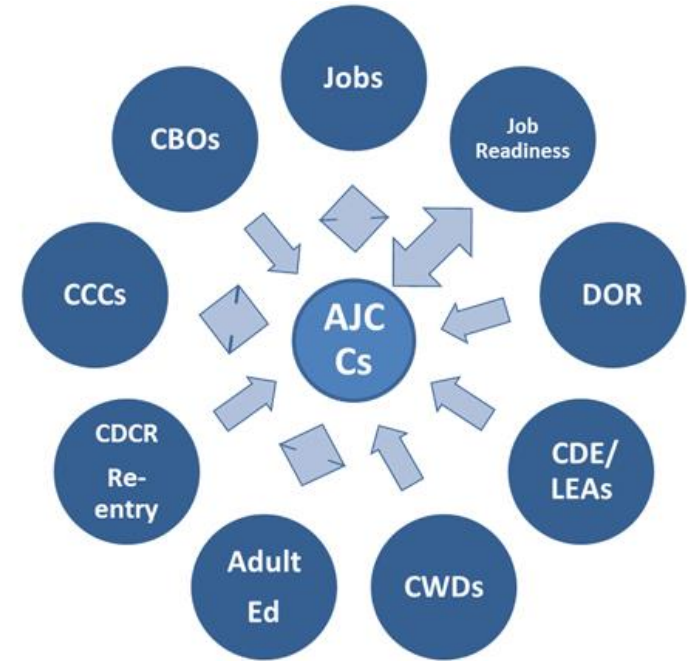 Jobs
Job
Readiness
DOR
CDE/
LEAs
CWDs
Adult
Ed
CDCR
Re-
entry
CCCs
CBOs
AJC
Cs